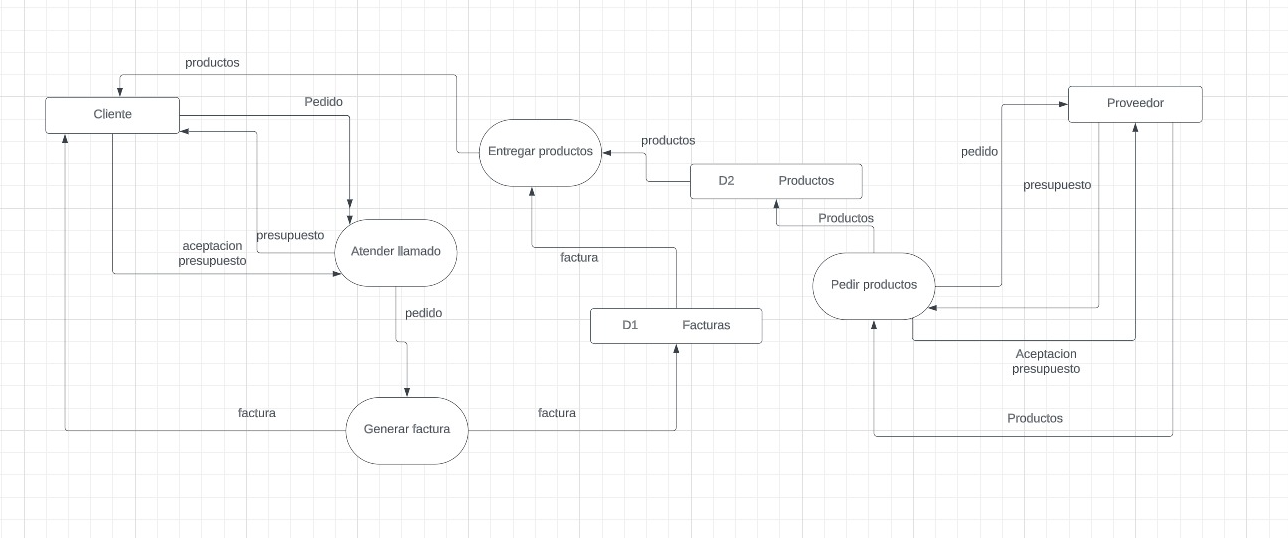 productos
Cliente
Pedido
Proveedor
Entregar productos
productos
pedido
D2 Productos
presupuesto
Productos
presupuesto
aceptacion
presupuesto
Atender llamado
factura
Pedir productos
pedido
D1 Facturas
Aceptacion
presupuesto
factura
factura
Productos
Generar factura